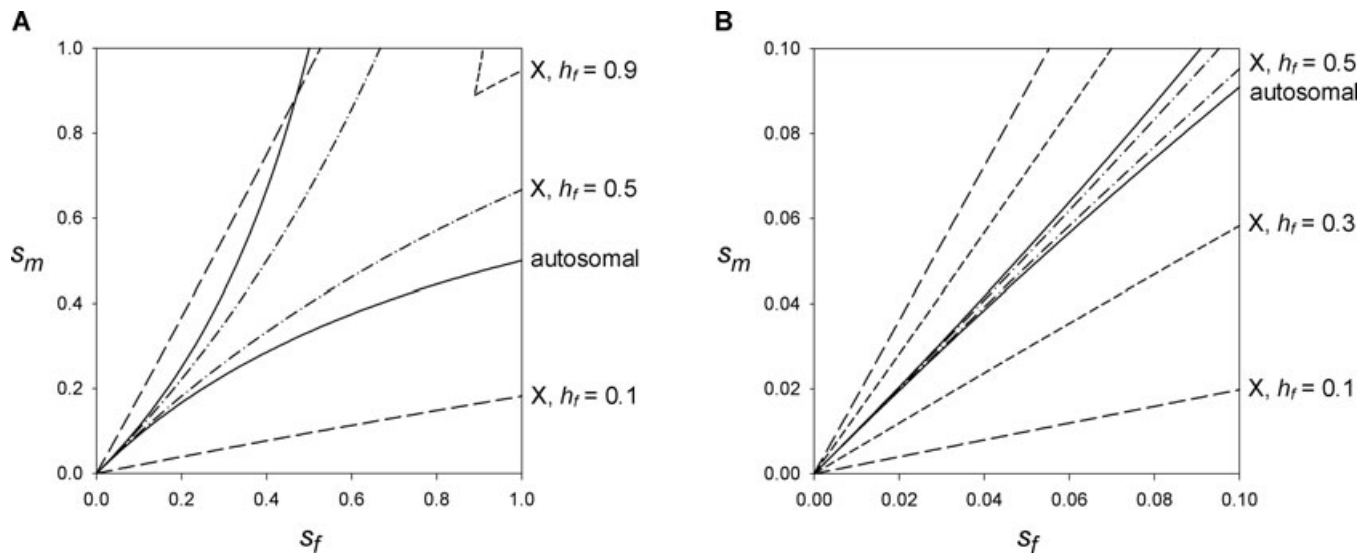 A
1.0
0.8
0.6
0.4
0.2
0.0
s_m
0.0 0.2 0.4 0.6 0.8 1.0
s_f
X, h_f = 0.9
X, h_f = 0.5
autosomal
X, h_f = 0.1
B
0.10
0.08
0.06
0.04
0.02
0.00
s_m
0.00 0.02 0.04 0.06 0.08 0.10
s_f
X, h_f = 0.5
autosomal
X, h_f = 0.3
X, h_f = 0.1